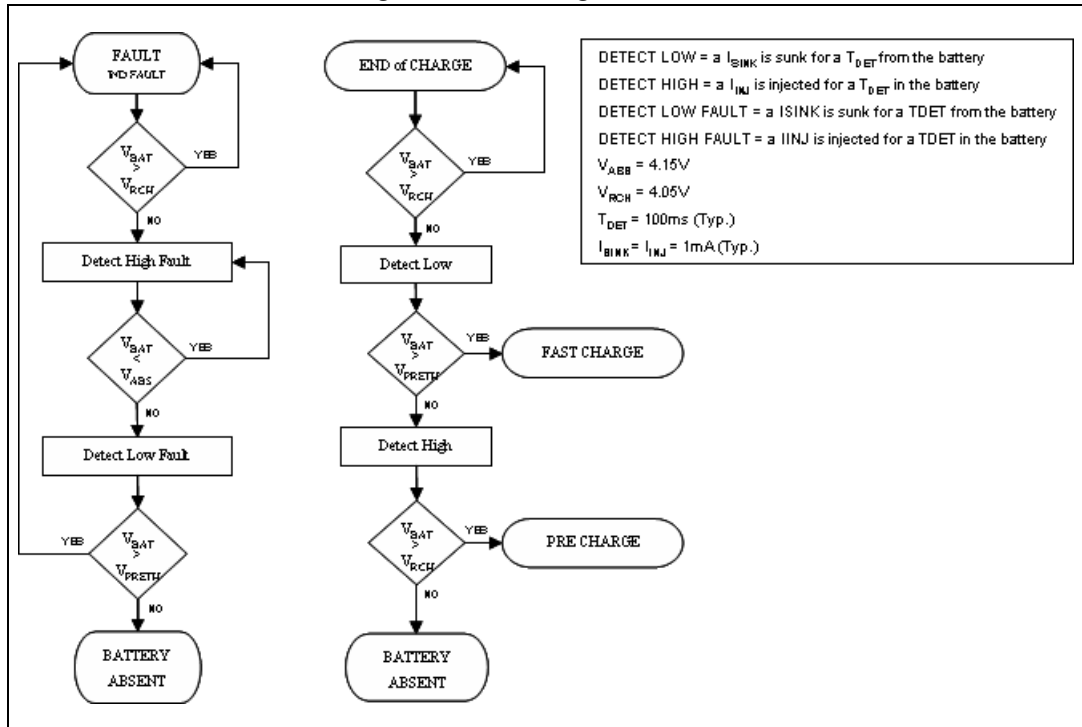 FAULT
IND FAULT
V_BAT
>
V_RCH
YES
NO
Detect High Fault
V_BAT
<
V_ABS
YES
NO
Detect Low Fault
V_BAT
>
V_PRETH
YES
NO
BATTERY
ABSENT
END of CHARGE
V_BAT
>
V_RCH
YES
NO
Detect Low
V_BAT
>
V_PRETH
YES
FAST CHARGE
NO
Detect High
V_BAT
>
V_RCH
YES
PRE CHARGE
NO
BATTERY
ABSENT
DETECT LOW = a I_SINK is sunk for a T_DET from the battery
DETECT HIGH = a I_INJ is injected for a T_DET in the battery
DETECT LOW FAULT = a ISINK is sunk for a TDET from the battery
DETECT HIGH FAULT = a IINJ is injected for a TDET in the battery
V_ABS = 4.15V
V_RCH = 4.05V
T_DET = 100ms (Typ.)
I_SINK = I_INJ = 1mA (Typ.)